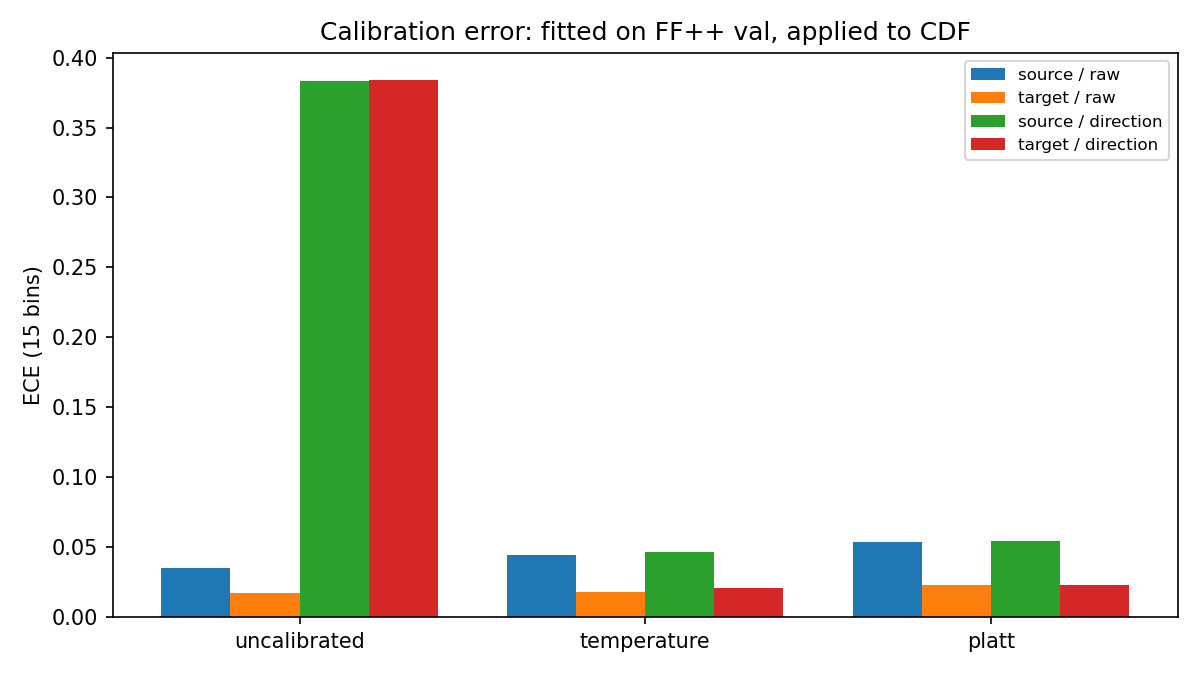 Calibration error: fitted on FF++ val, applied to CDF
0.40
0.35
0.30
0.25
0.20
0.15
0.10
0.05
0.00
ECE (15 bins)
source / raw
target / raw
source / direction
target / direction
uncalibrated
temperature
platt